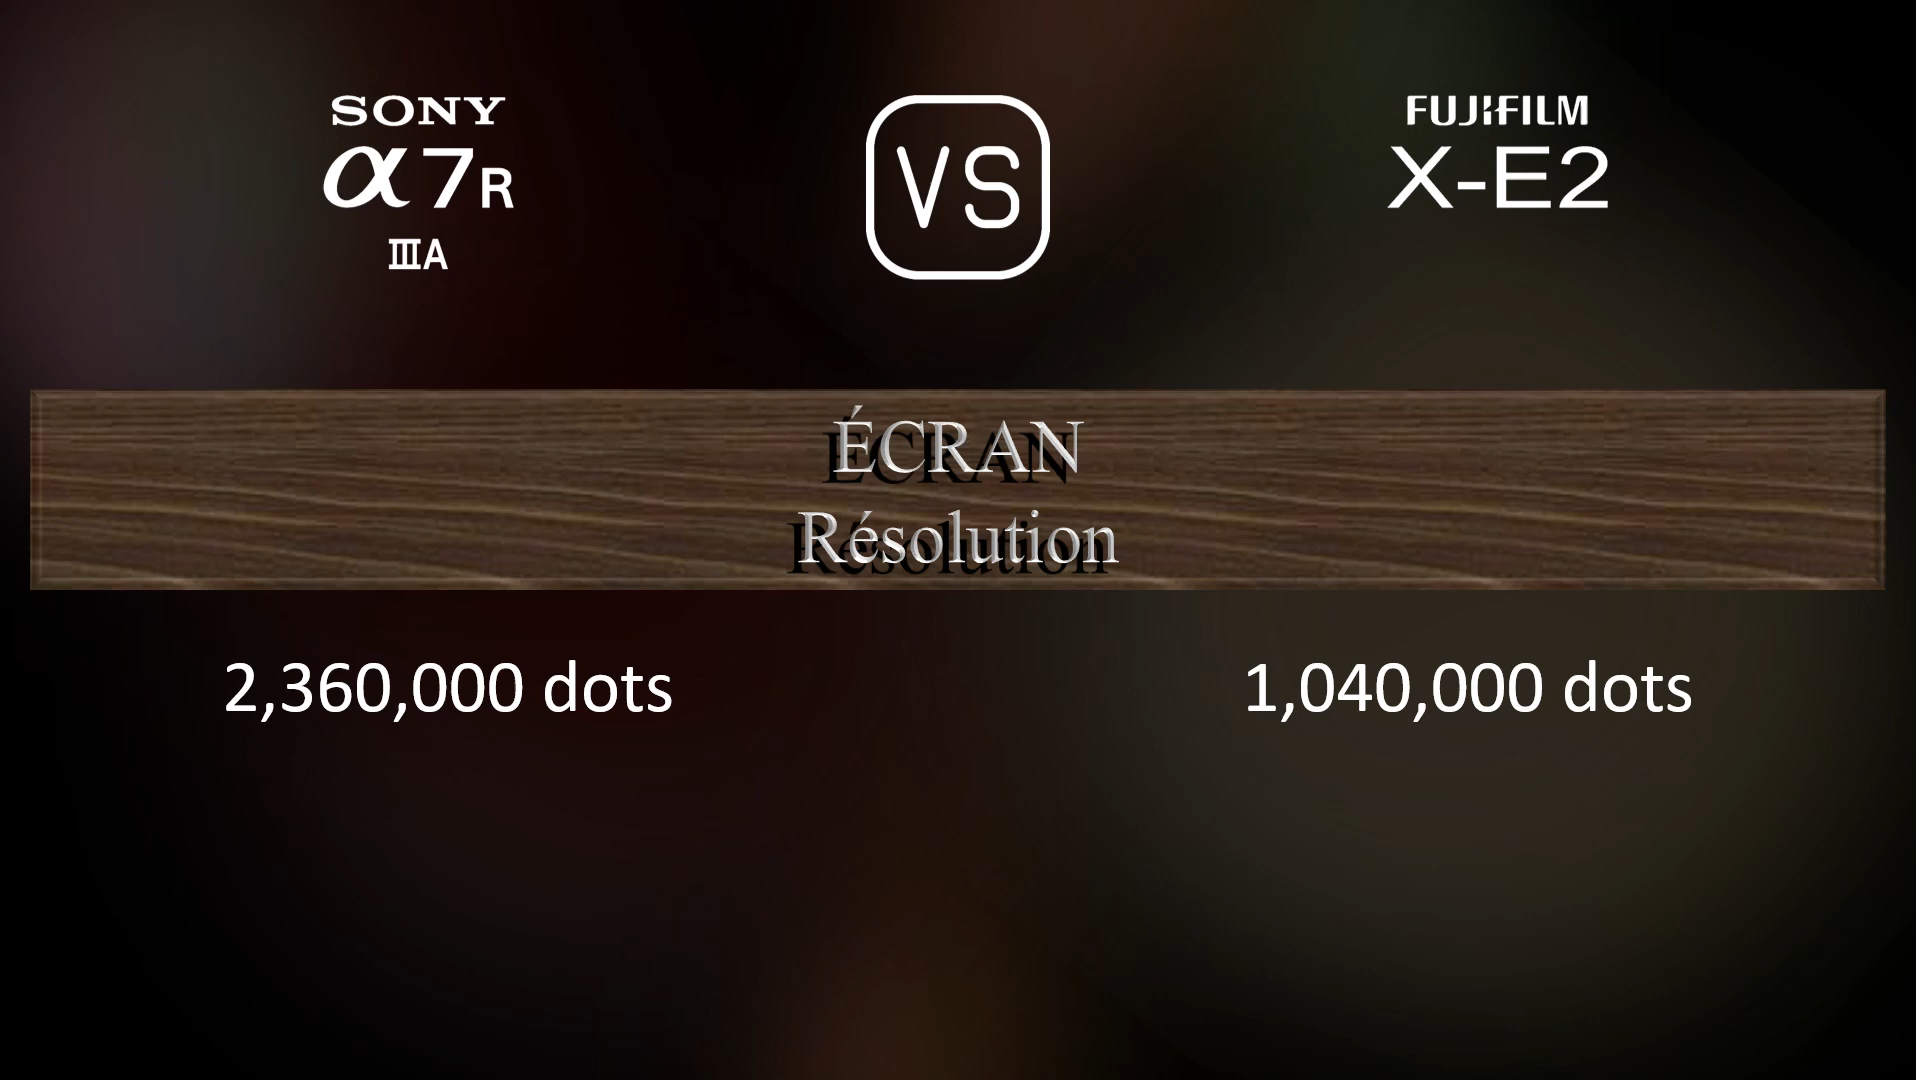 SONY
α7R
ⅢA
VS
FUJIFILM
X-E2
ÉCRAN
Résolution
2,360,000 dots
1,040,000 dots